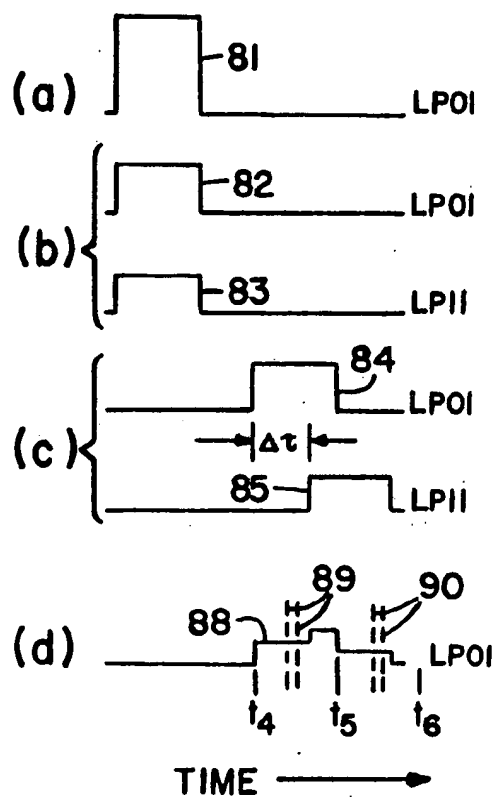 (a) 81 LP01
(b) 82 LP01
83 LP11
(c) 84 LP01
Δτ
85 LP11
(d) 88 89 90 LP01
t4 t5 t6
TIME